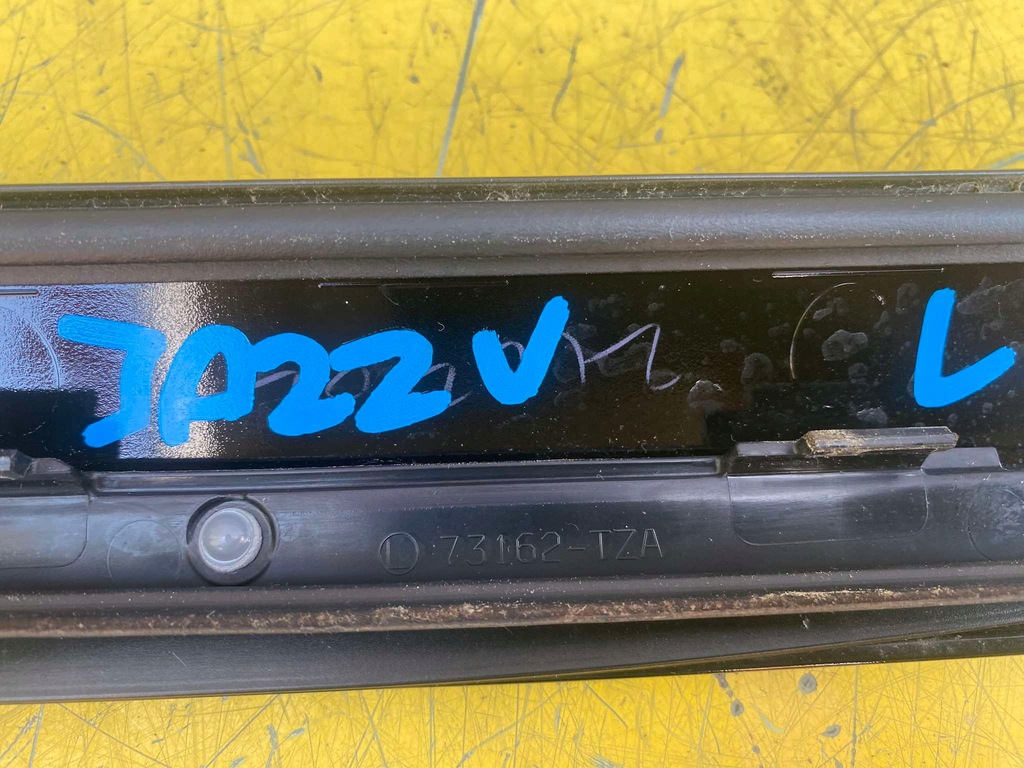 JAZZ V L
Ⓛ 73162-TZA